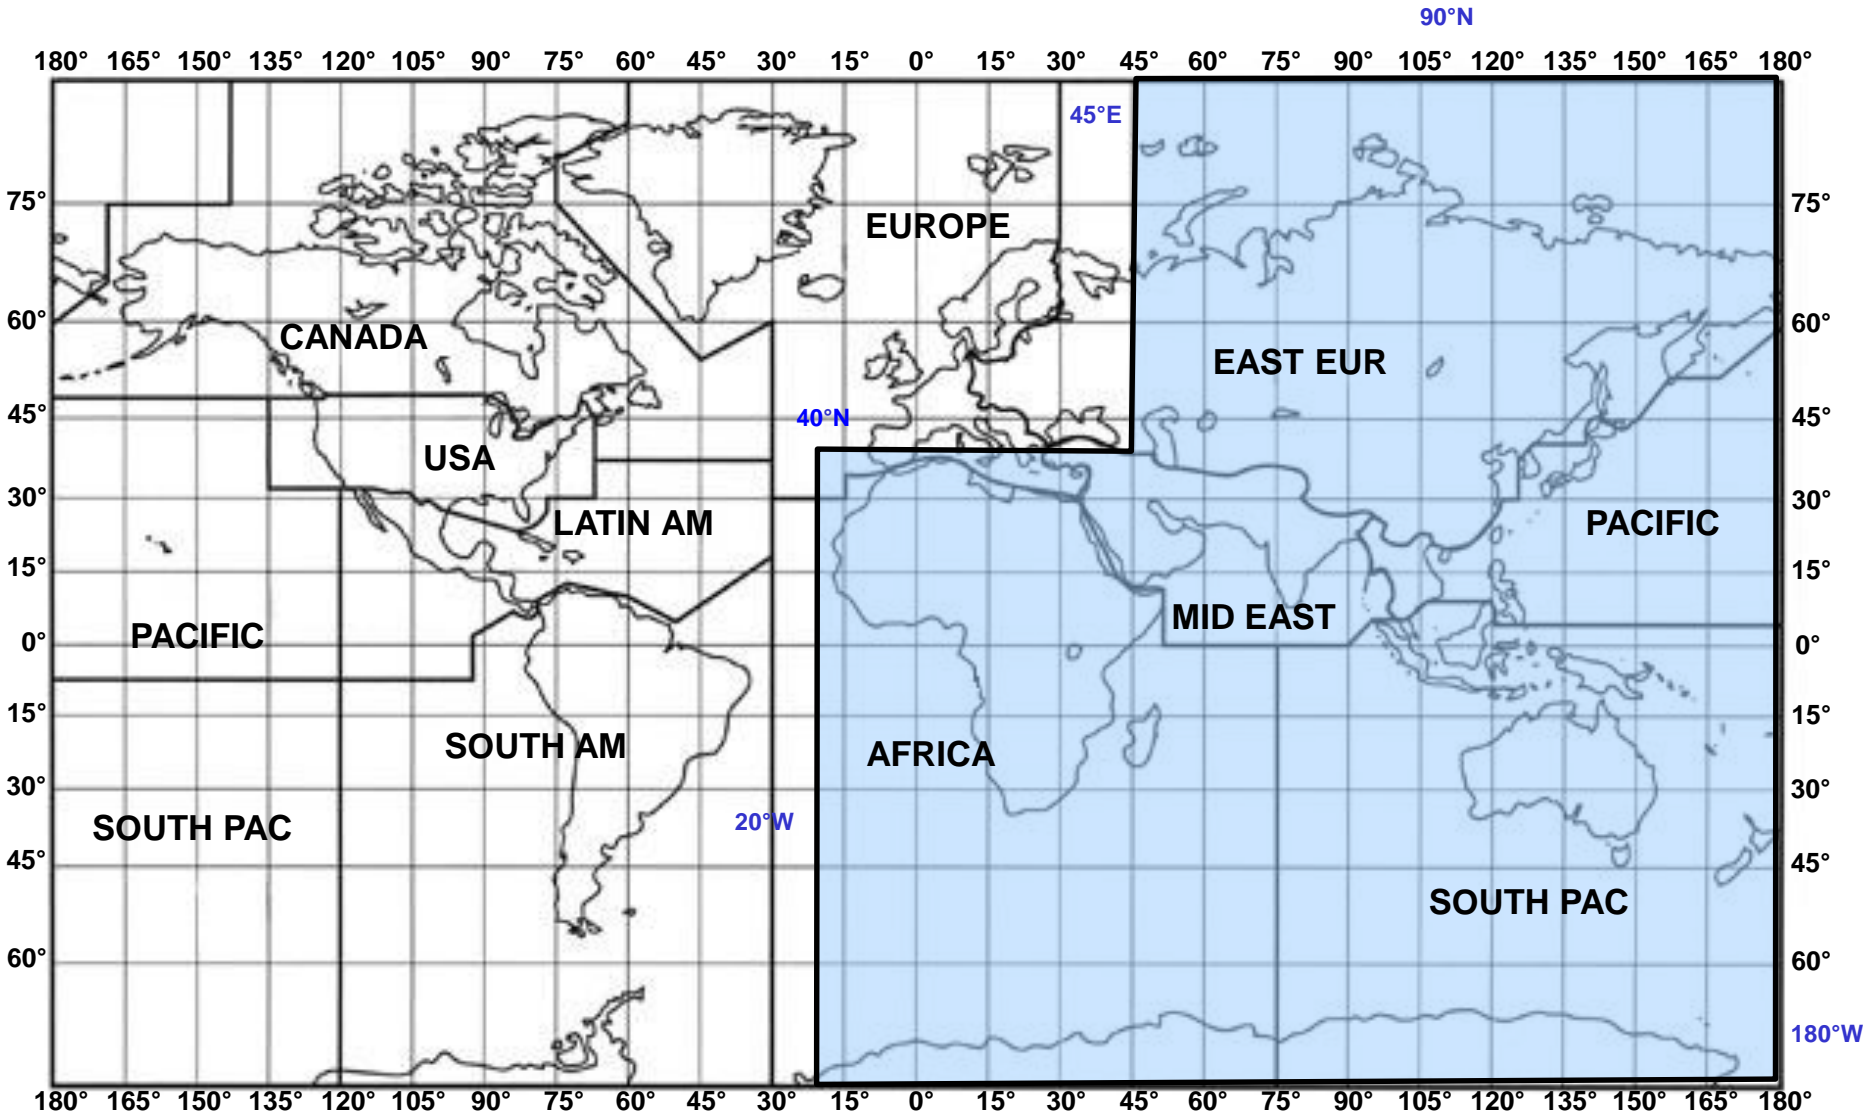 90°N
180° 165° 150° 135° 120° 105° 90° 75° 60° 45° 30° 15° 0° 15° 30° 45° 60° 75° 90° 105° 120° 135° 150° 165° 180°
45°E
75° 75°
EUROPE
60° 60°
CANADA
EAST EUR
45° 40°N 45°
USA
30° 30°
LATIN AM PACIFIC
15° 15°
MID EAST
PACIFIC
0° 0°
15° 15°
SOUTH AM AFRICA
30° 30°
SOUTH PAC 20°W
45° 45°
SOUTH PAC
60° 60°
180°W
180° 165° 150° 135° 120° 105° 90° 75° 60° 45° 30° 15° 0° 15° 30° 45° 60° 75° 90° 105° 120° 135° 150° 165° 180°